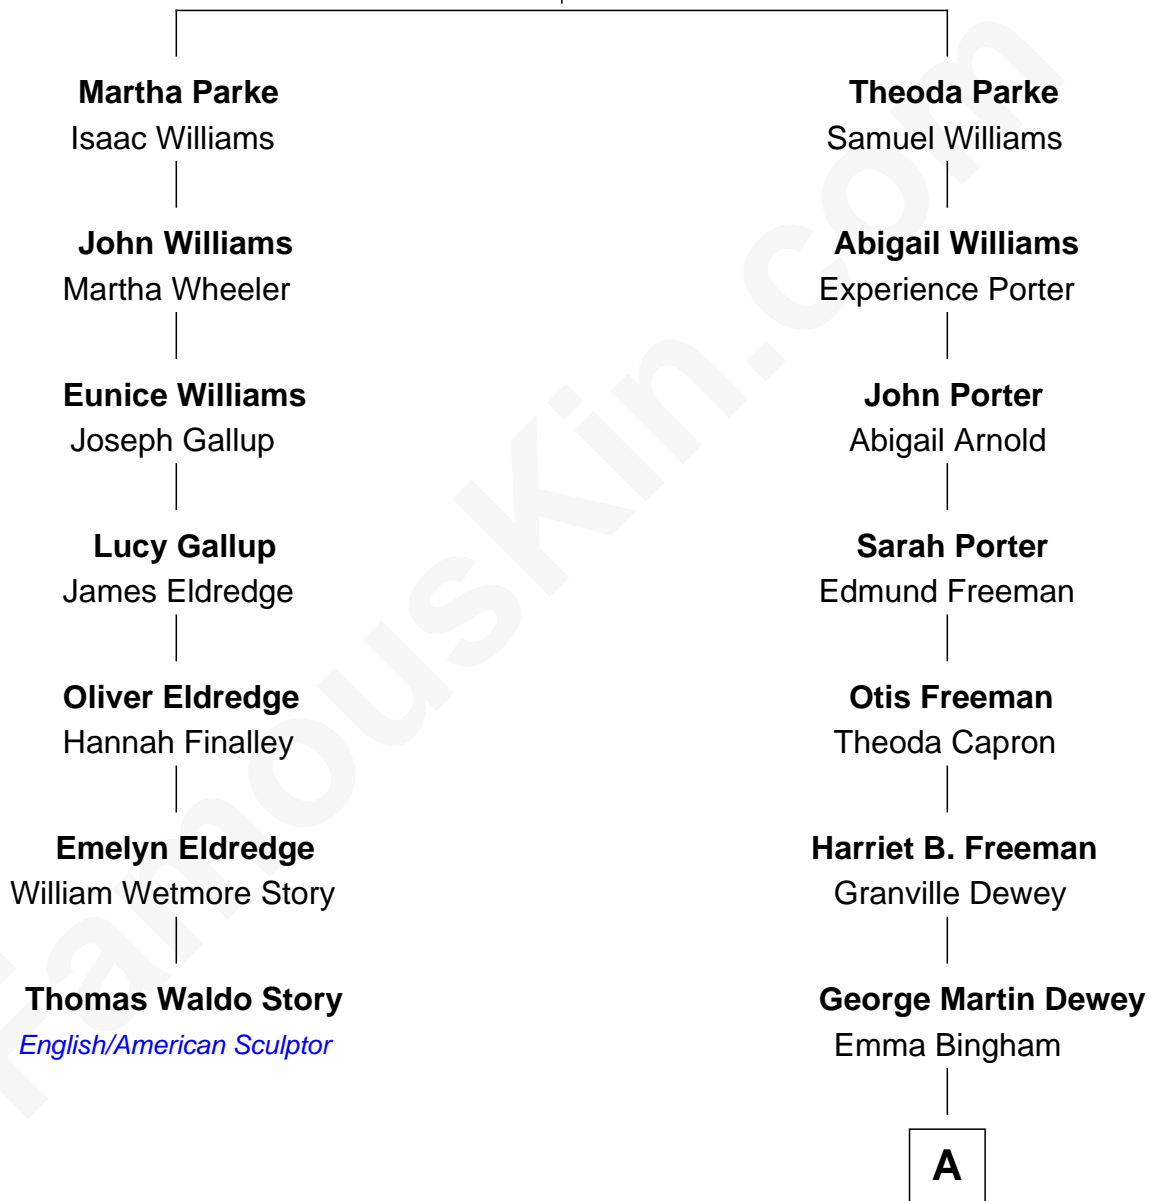 Martha Parke
Isaac Williams
Theoda Parke
Samuel Williams
John Williams
Martha Wheeler
Abigail Williams
Experience Porter
Eunice Williams
Joseph Gallup
John Porter
Abigail Arnold
Lucy Gallup
James Eldredge
Sarah Porter
Edmund Freeman
Oliver Eldredge
Hannah Finalley
Otis Freeman
Theoda Capron
Emelyn Eldredge
William Wetmore Story
Harriet B. Freeman
Granville Dewey
Thomas Waldo Story
English/American Sculptor
George Martin Dewey
Emma Bingham
A
FamousKin.com